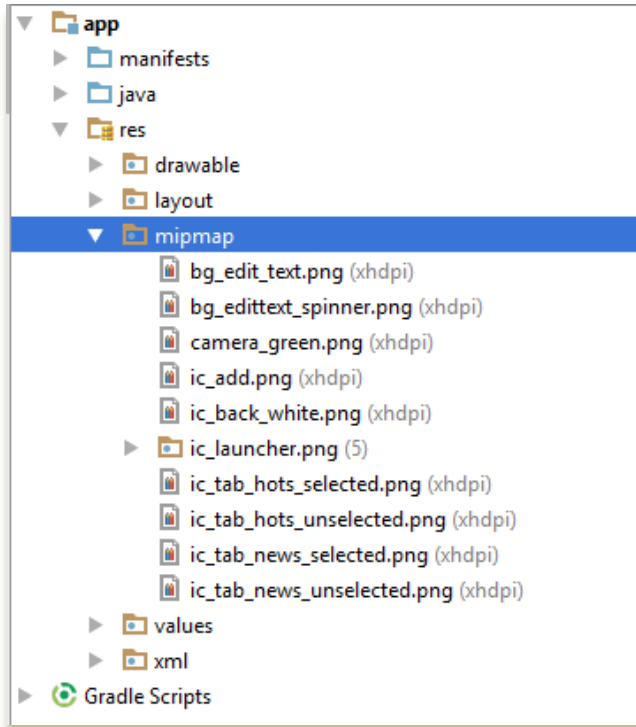 app
manifests
java
res
drawable
layout
mipmap
bg_edit_text.png (xhdpi)
bg_edittext_spinner.png (xhdpi)
camera_green.png (xhdpi)
ic_add.png (xhdpi)
ic_back_white.png (xhdpi)
ic_launcher.png (5)
ic_tab_hots_selected.png (xhdpi)
ic_tab_hots_unselected.png (xhdpi)
ic_tab_news_selected.png (xhdpi)
ic_tab_news_unselected.png (xhdpi)
values
xml
Gradle Scripts